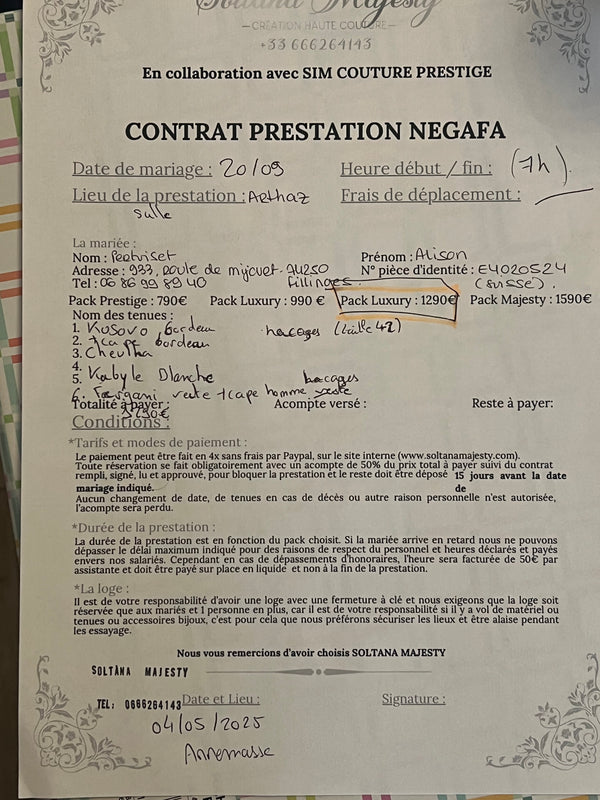 Soltana Majesty
— CRÉATION HAUTE COUTURE —
+33 666264143
En collaboration avec SIM COUTURE PRESTIGE
CONTRAT PRESTATION NEGAFA
Date de mariage : 20/09 Heure début / fin : (7h).
Lieu de la prestation : Arthaz Frais de déplacement :
salle
La mariée :
Nom : Prénom : Alison
Adresse : 933, route de mijouet. 74250 N° pièce d'identité : E4020524
Tel : 06 86 99 89 40 fillinges (suisse).
Pack Prestige : 790€ Pack Luxury : 990 € Pack Luxury : 1290€ Pack Majesty : 1590€
Nom des tenues :
1. Kosovo bordeau (taille 42)
2. + cape bordeau
3.
4.
5. Kabyle Blanche
6. veste + cape homme
Totalité à payer : Acompte versé : Reste à payer:
Conditions :
*Tarifs et modes de paiement :
Le paiement peut être fait en 4x sans frais par Paypal, sur le site interne (www.soltanamajesty.com).
Toute réservation se fait obligatoirement avec un acompte de 50% du prix total à payer suivi du contrat
rempli, signé, lu et approuvé, pour bloquer la prestation et le reste doit être déposé 15 jours avant la date
mariage indiqué. de
Aucun changement de date, de tenues en cas de décès ou autre raison personnelle n'est autorisée,
l'acompte sera perdu.
*Durée de la prestation :
La durée de la prestation est en fonction du pack choisit. Si la mariée arrive en retard nous ne pouvons
dépasser le délai maximum indiqué pour des raisons de respect du personnel et heures déclarés et payés
envers nos salariés. Cependant en cas de dépassements d'honoraires, l'heure sera facturée de 50€ par
assistante et doit être payé sur place en liquide et non à la fin de la prestation.
*La loge :
Il est de votre responsabilité d'avoir une loge avec une fermeture à clé et nous exigeons que la loge soit
réservée que aux mariés et 1 personne en plus, car il est de votre responsabilité si il y a vol de matériel ou
tenues ou accessoires bijoux, c'est pour cela que nous préférons sécuriser les lieux et être alaise pendant
les essayage.
Nous vous remercions d'avoir choisis SOLTANA MAJESTY
SOLTÀNA MAJESTY
TEL: 0666264143 Date et Lieu : Signature :
04/05/2025
Annemasse